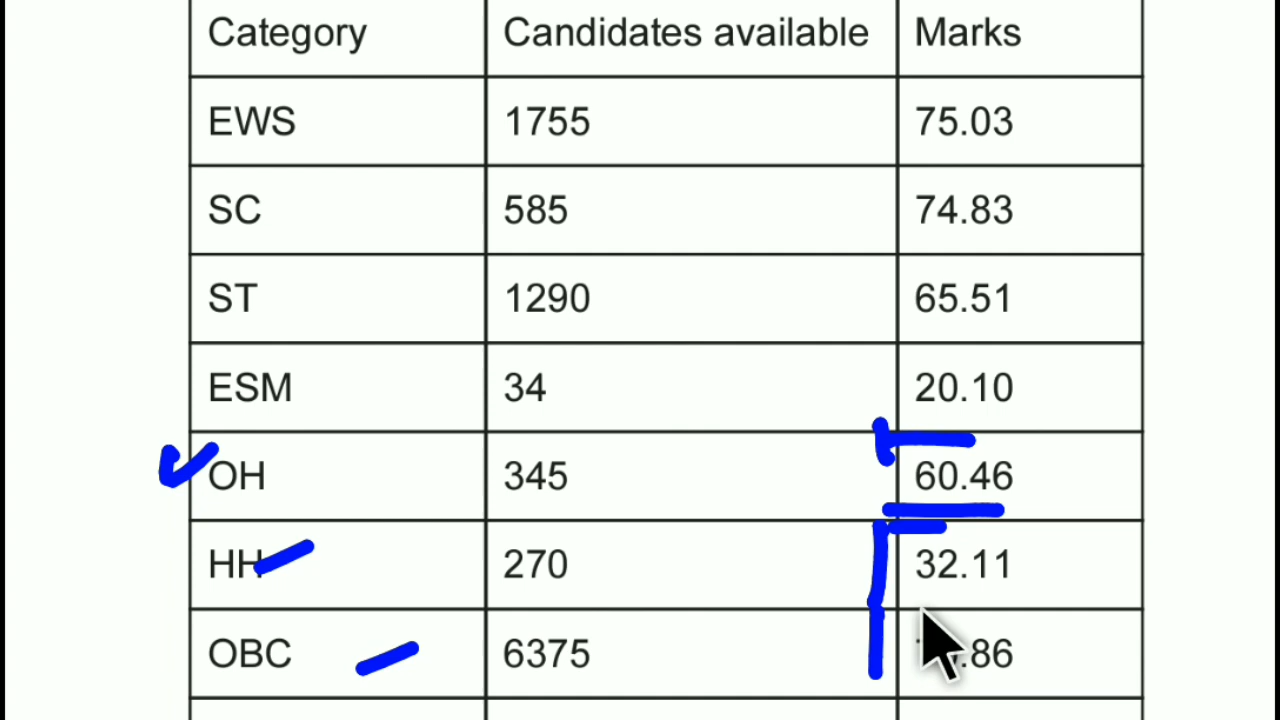 Category Candidates available Marks
EWS 1755 75.03
SC 585 74.83
ST 1290 65.51
ESM 34 20.10
OH 345 60.46
HH 270 32.11
OBC 6375